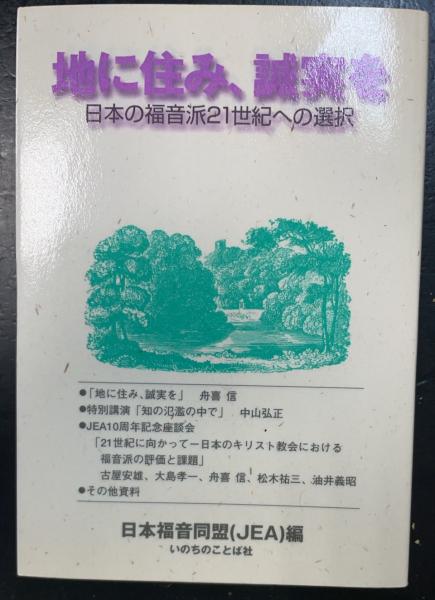 地に住み、誠実を
日本の福音派21世紀への選択
●「地に住み、誠実を」 舟喜 信
●特別講演「知の氾濫の中で」 中山弘正
●JEA10周年記念座談会
「21世紀に向かって－日本のキリスト教会における
福音派の評価と課題」
古屋安雄、大島孝一、舟喜 信、松木祐三、油井義昭
●その他資料
日本福音同盟(JEA)編
いのちのことば社